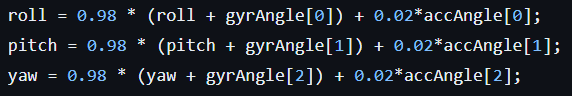 roll = 0.98 * (roll + gyrAngle[0]) + 0.02*accAngle[0];
pitch = 0.98 * (pitch + gyrAngle[1]) + 0.02*accAngle[1];
yaw = 0.98 * (yaw + gyrAngle[2]) + 0.02*accAngle[2];